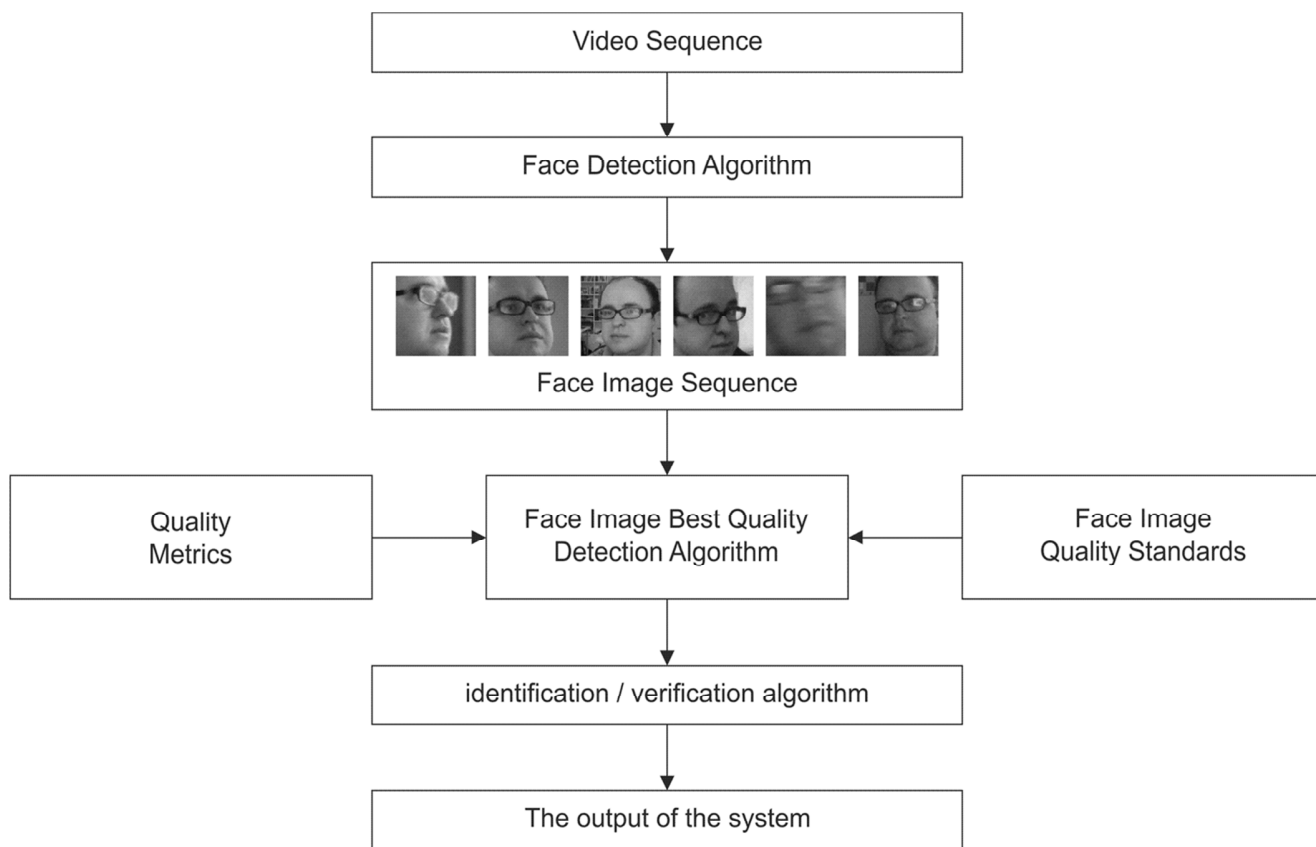 Video Sequence
Face Detection Algorithm
Face Image Sequence
Quality
Metrics
Face Image Best Quality
Detection Algorithm
Face Image
Quality Standards
identification / verification algorithm
The output of the system